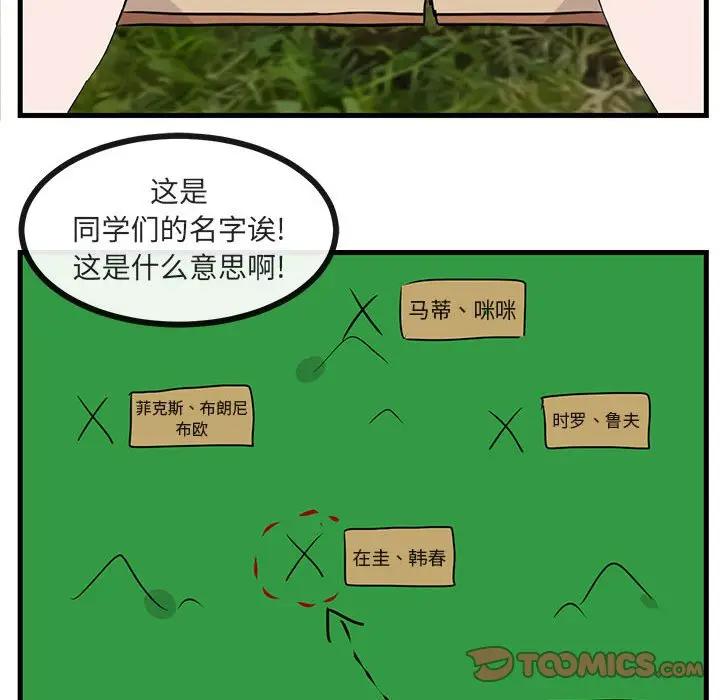 这是
同学们的名字诶!
这是什么意思啊!
马蒂、咪咪
菲克斯、布朗尼
布欧
时罗、鲁夫
在圭、韩春
TOOMICS.COM